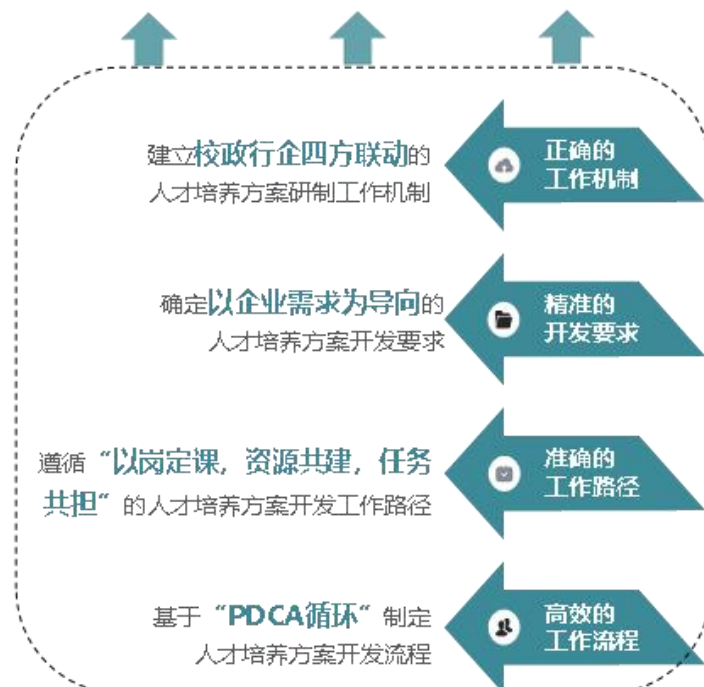 建立校政行企四方联动的
人才培养方案研制工作机制
正确的
工作机制
确定以企业需求为导向的
人才培养方案开发要求
精准的
开发要求
遵循“以岗定课，资源共建，任务
共担”的人才培养方案开发工作路径
准确的
工作路径
基于“PDCA循环”制定
人才培养方案开发流程
高效的
工作流程